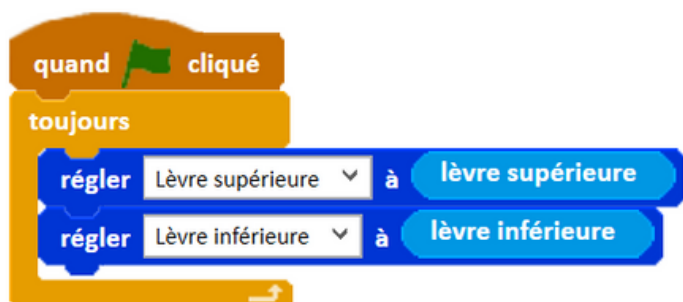 quand cliqué
toujours
régler Lèvre supérieure à lèvre supérieure
régler Lèvre inférieure à lèvre inférieure